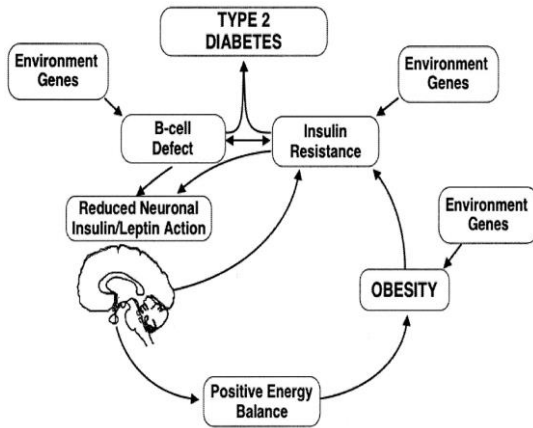 TYPE 2
DIABETES
Environment
Genes
Environment
Genes
B-cell
Defect
Insulin
Resistance
Reduced Neuronal
Insulin/Leptin Action
Environment
Genes
OBESITY
Positive Energy
Balance